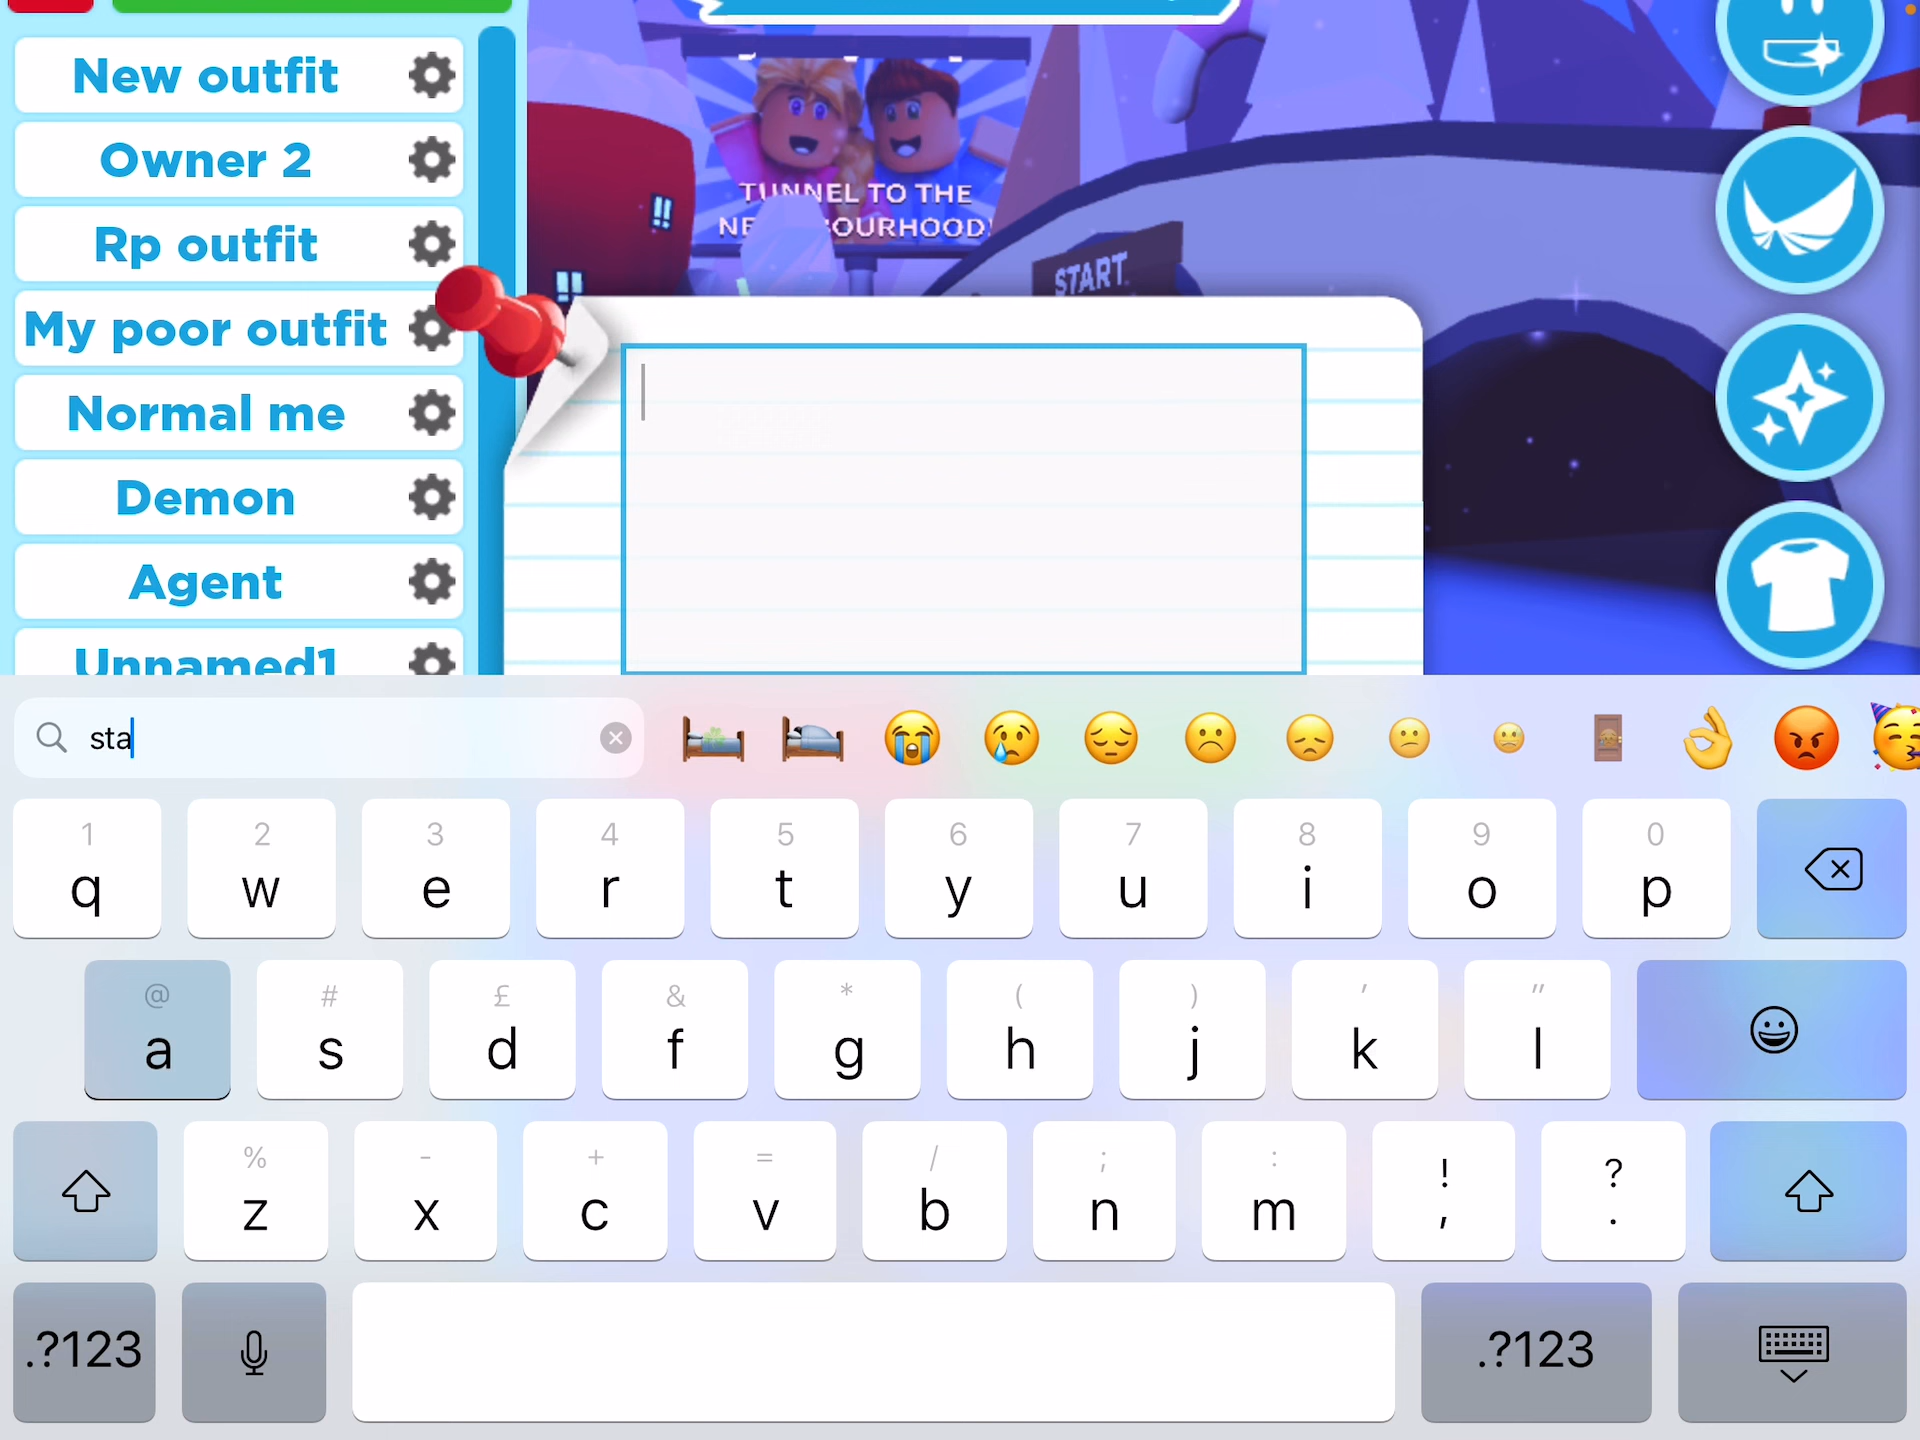 New outfit
Owner 2
Rp outfit
My poor outfit
Normal me
Demon
Agent
Unnamed1
TUNNEL TO THE
START
sta
1 2 3 4 5 6 7 8 9 0
q w e r t y u i o p
@ # £ & * ( ) ' "
a s d f g h j k l
% - + = / ; : ! ?
z x c v b n m , .
.?123 .?123